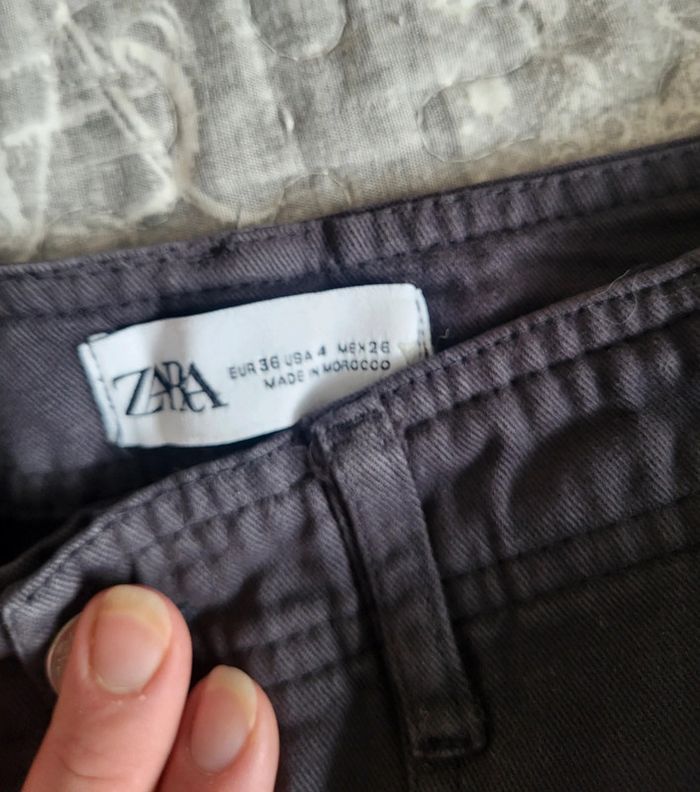 ZARA
EUR 36 USA 4 MEX 26
MADE IN MOROCCO